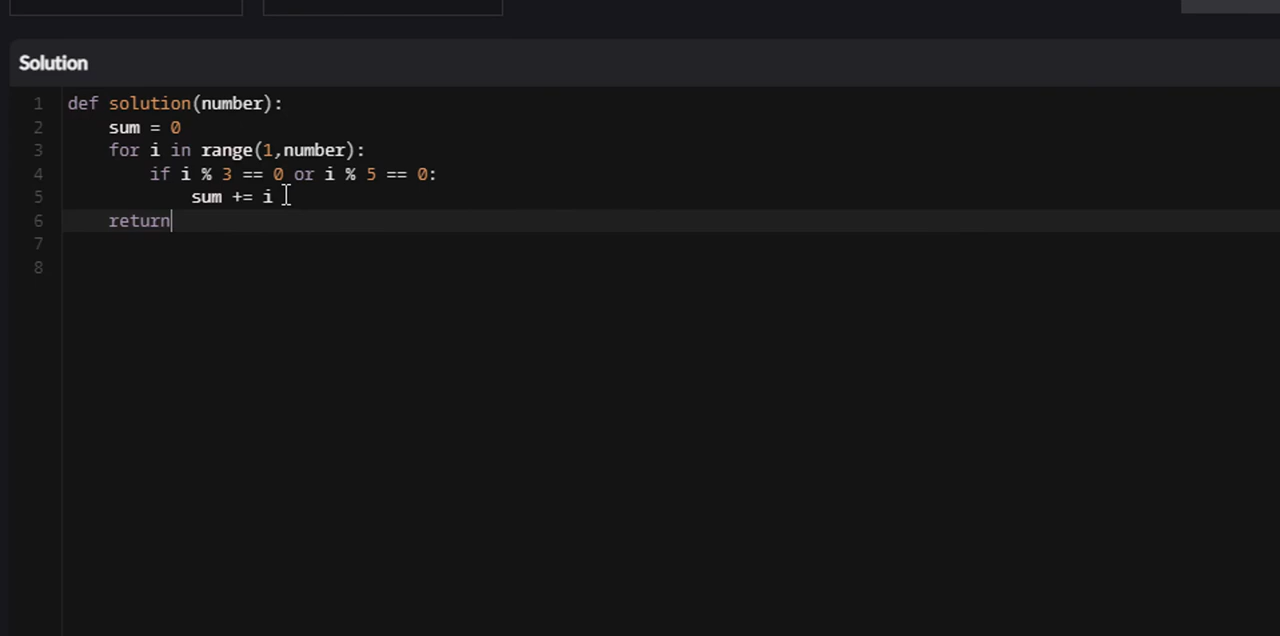 Solution
1 def solution(number):
2     sum = 0
3     for i in range(1,number):
4         if i % 3 == 0 or i % 5 == 0:
5             sum += i
6     return
7
8